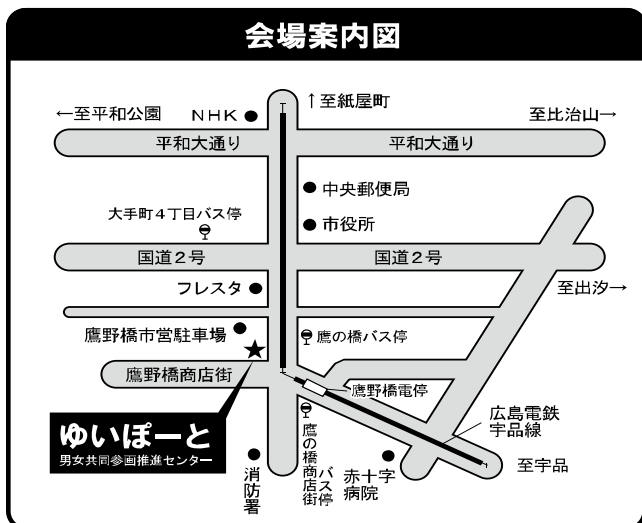 会場案内図
↑至紙屋町
←至平和公園
NHK
至比治山→
平和大通り
平和大通り
中央郵便局
大手町4丁目バス停
市役所
国道2号
国道2号
フレスタ
至出汐→
鷹野橋市営駐車場
鷹の橋バス停
鷹野橋商店街
鷹野橋電停
ゆいぽーと
男女共同参画推進センター
広島電鉄
宇品線
至宇品
消防署
鷹の橋商店街
バス停
赤十字
病院